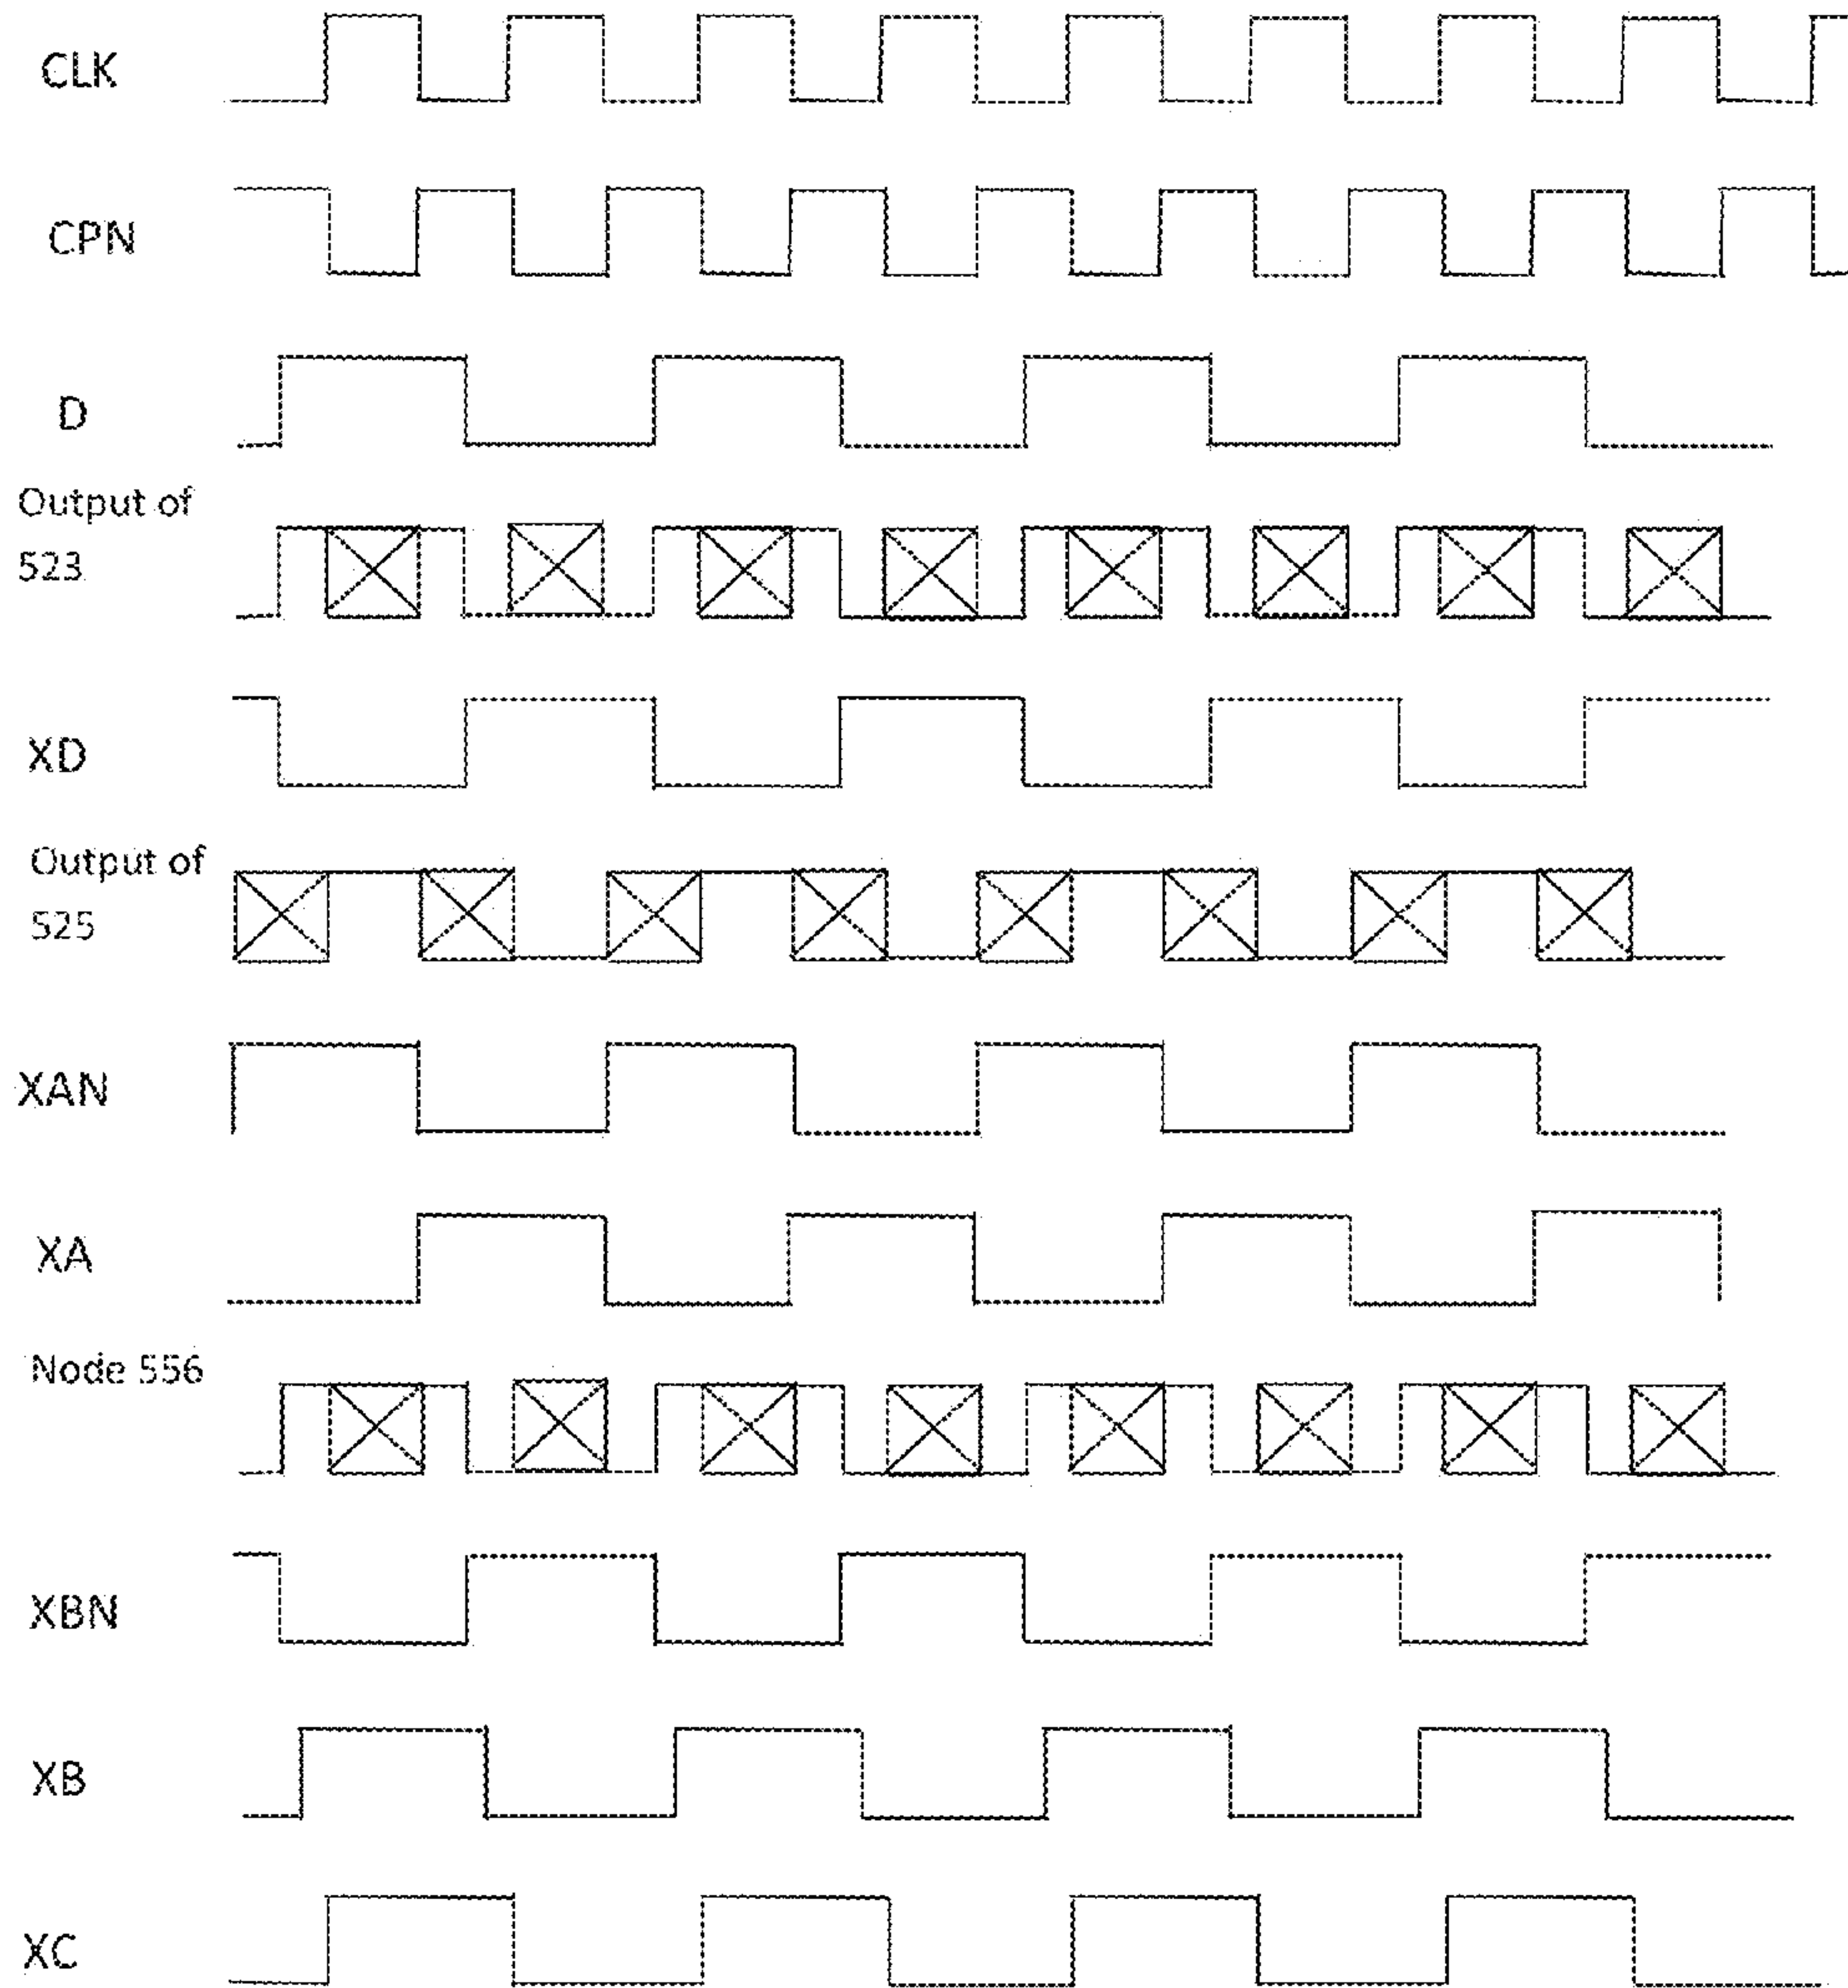 CLK
CPN
D
Output of
523
XD
Output of
525
XAN
XA
Node 556
XBN
XB
XC